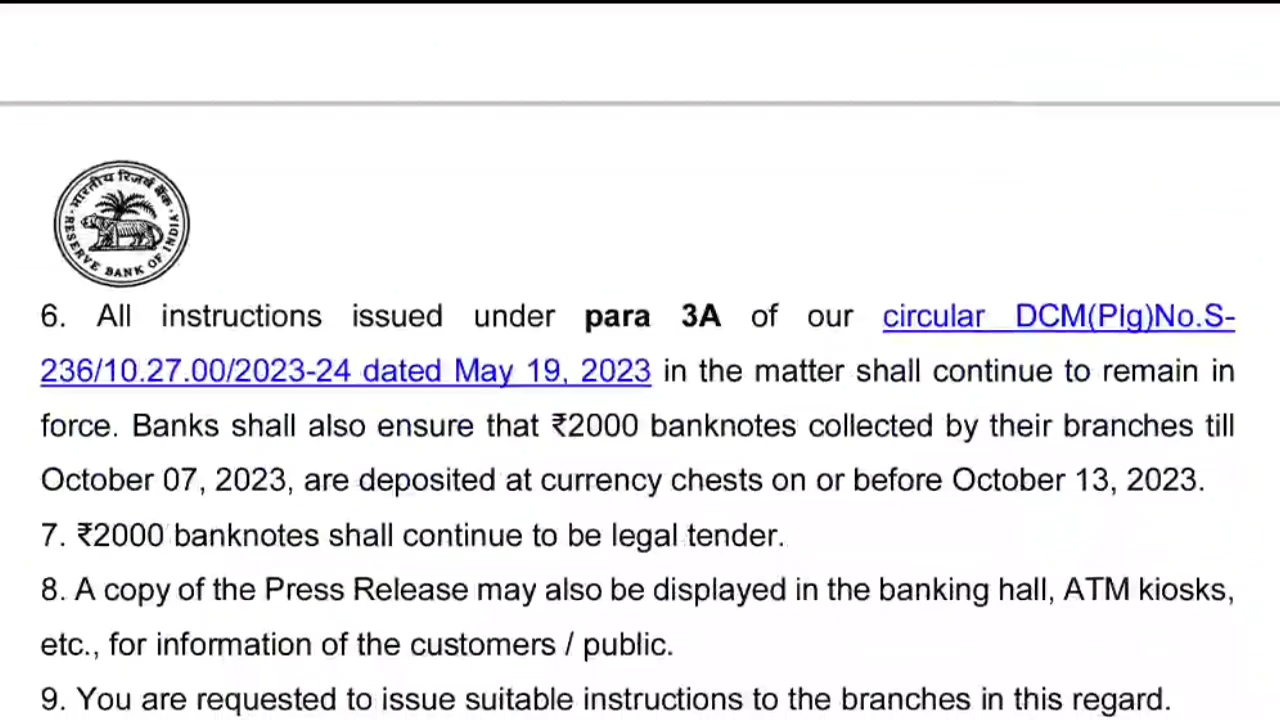 भारतीय रिज़र्व बैंक
RESERVE BANK OF INDIA
6. All instructions issued under para 3A of our circular DCM(Plg)No.S-
236/10.27.00/2023-24 dated May 19, 2023 in the matter shall continue to remain in
force. Banks shall also ensure that ₹2000 banknotes collected by their branches till
October 07, 2023, are deposited at currency chests on or before October 13, 2023.
7. ₹2000 banknotes shall continue to be legal tender.
8. A copy of the Press Release may also be displayed in the banking hall, ATM kiosks,
etc., for information of the customers / public.
9. You are requested to issue suitable instructions to the branches in this regard.